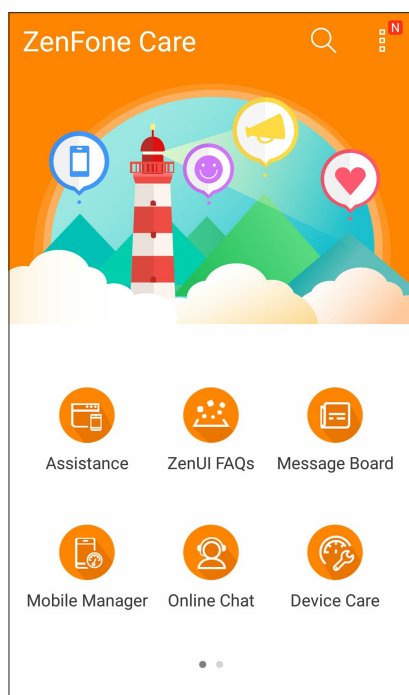 ZenFone Care
N
Assistance
ZenUI FAQs
Message Board
Mobile Manager
Online Chat
Device Care